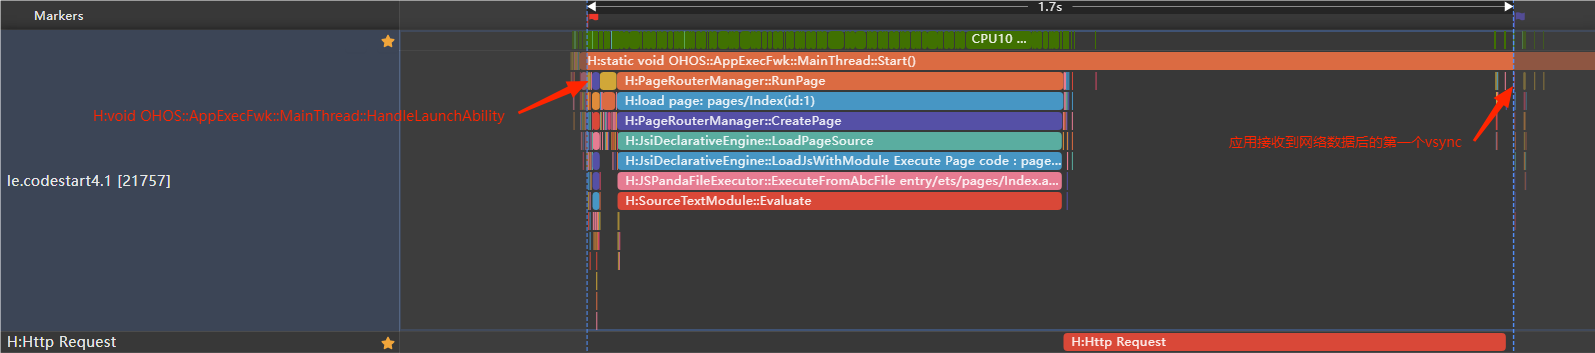 Markers
1.7s
CPU10 ...
H:static void OHOS::AppExecFwk::MainThread::Start()
H:PageRouterManager::RunPage
H:load page: pages/Index(id:1)
H:void OHOS::AppExecFwk::MainThread::HandleLaunchAbility
H:PageRouterManager::CreatePage
H:JsiDeclarativeEngine::LoadPageSource
应用接收到网络数据后的第一个vsync
H:JsiDeclarativeEngine::LoadJsWithModule Execute Page code : page...
le.codestart4.1 [21757]
H:JSPandaFileExecutor::ExecuteFromAbcFile entry/ets/pages/Index.a...
H:SourceTextModule::Evaluate
H:Http Request
H:Http Request